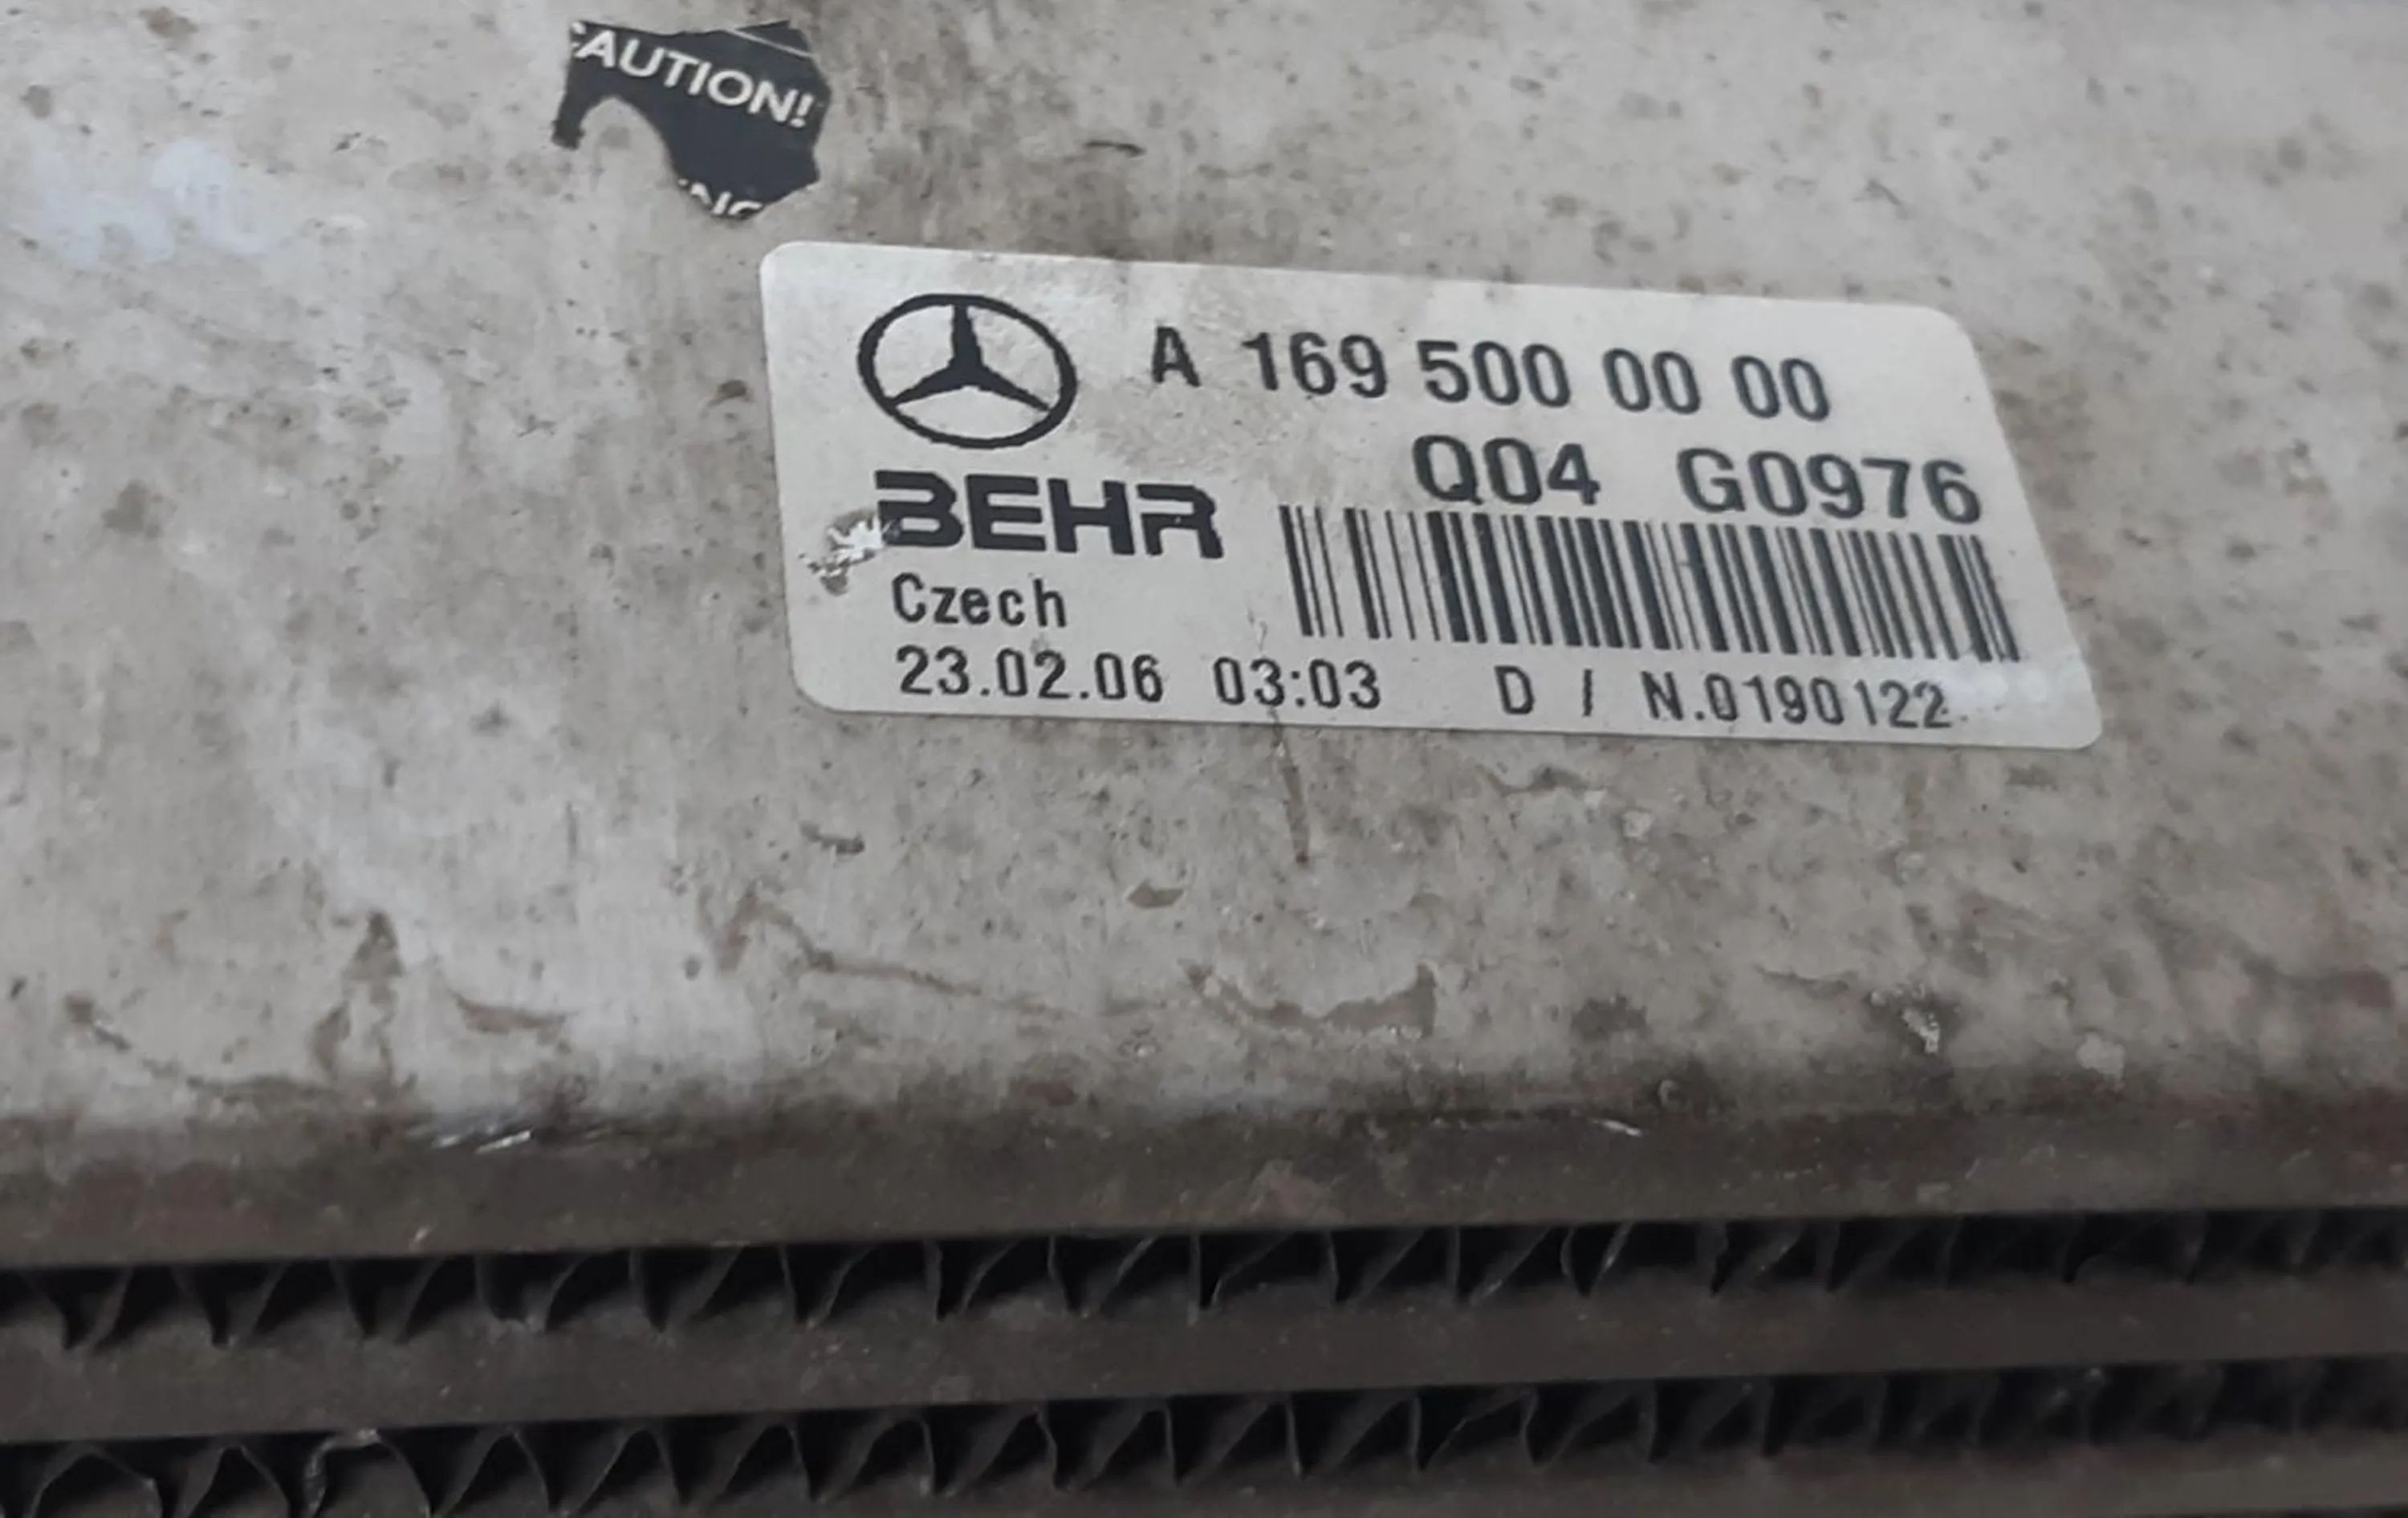 CAUTION!
A 169 500 00 00
Q04 G0976
BEHR
Czech
23.02.06 03:03 D / N.0190122